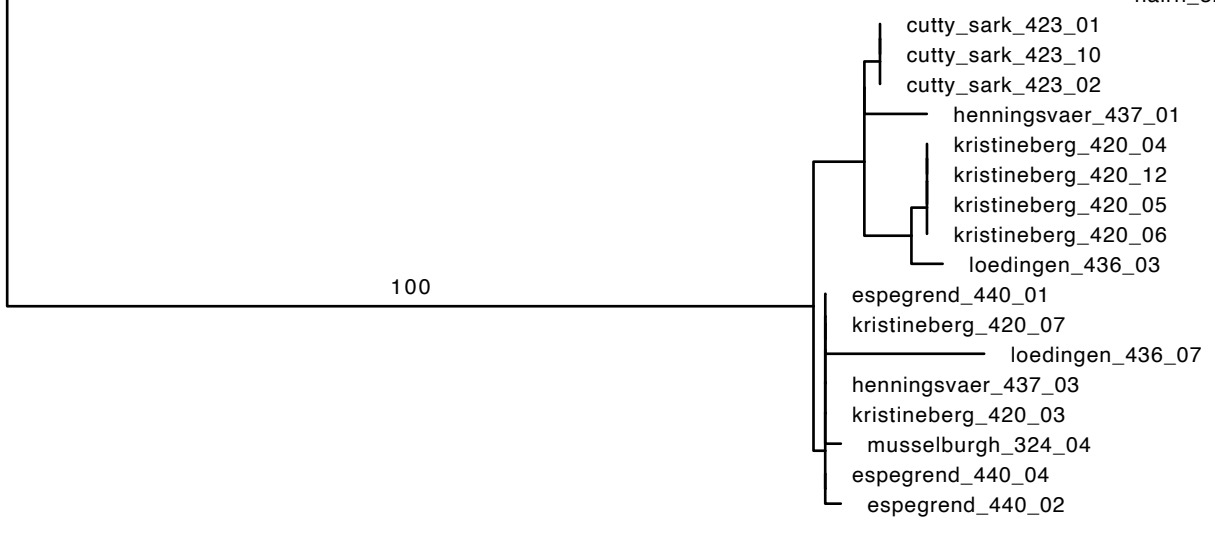 cutty_sark_423_01
cutty_sark_423_10
cutty_sark_423_02
henningsvaer_437_01
kristineberg_420_04
kristineberg_420_12
kristineberg_420_05
kristineberg_420_06
loedingen_436_03
100
espegrend_440_01
kristineberg_420_07
loedingen_436_07
henningsvaer_437_03
kristineberg_420_03
musselburgh_324_04
espegrend_440_04
espegrend_440_02